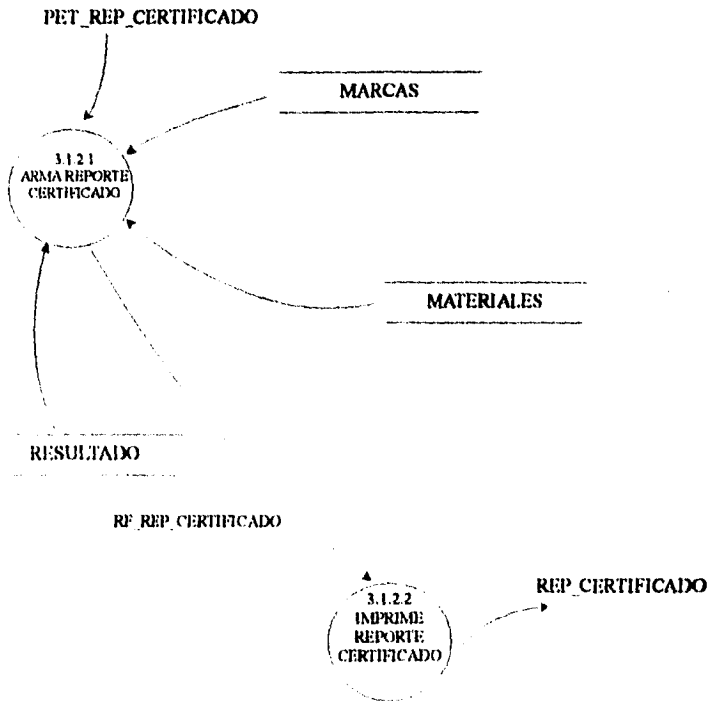 PET_REP_CERTIFICADO
MARCAS
3.1.2.1
ARMA REPORTE
CERTIFICADO
MATERIALES
RESULTADO
RF_REP_CERTIFICADO
3.1.2.2
IMPRIME
REPORTE
CERTIFICADO
REP_CERTIFICADO